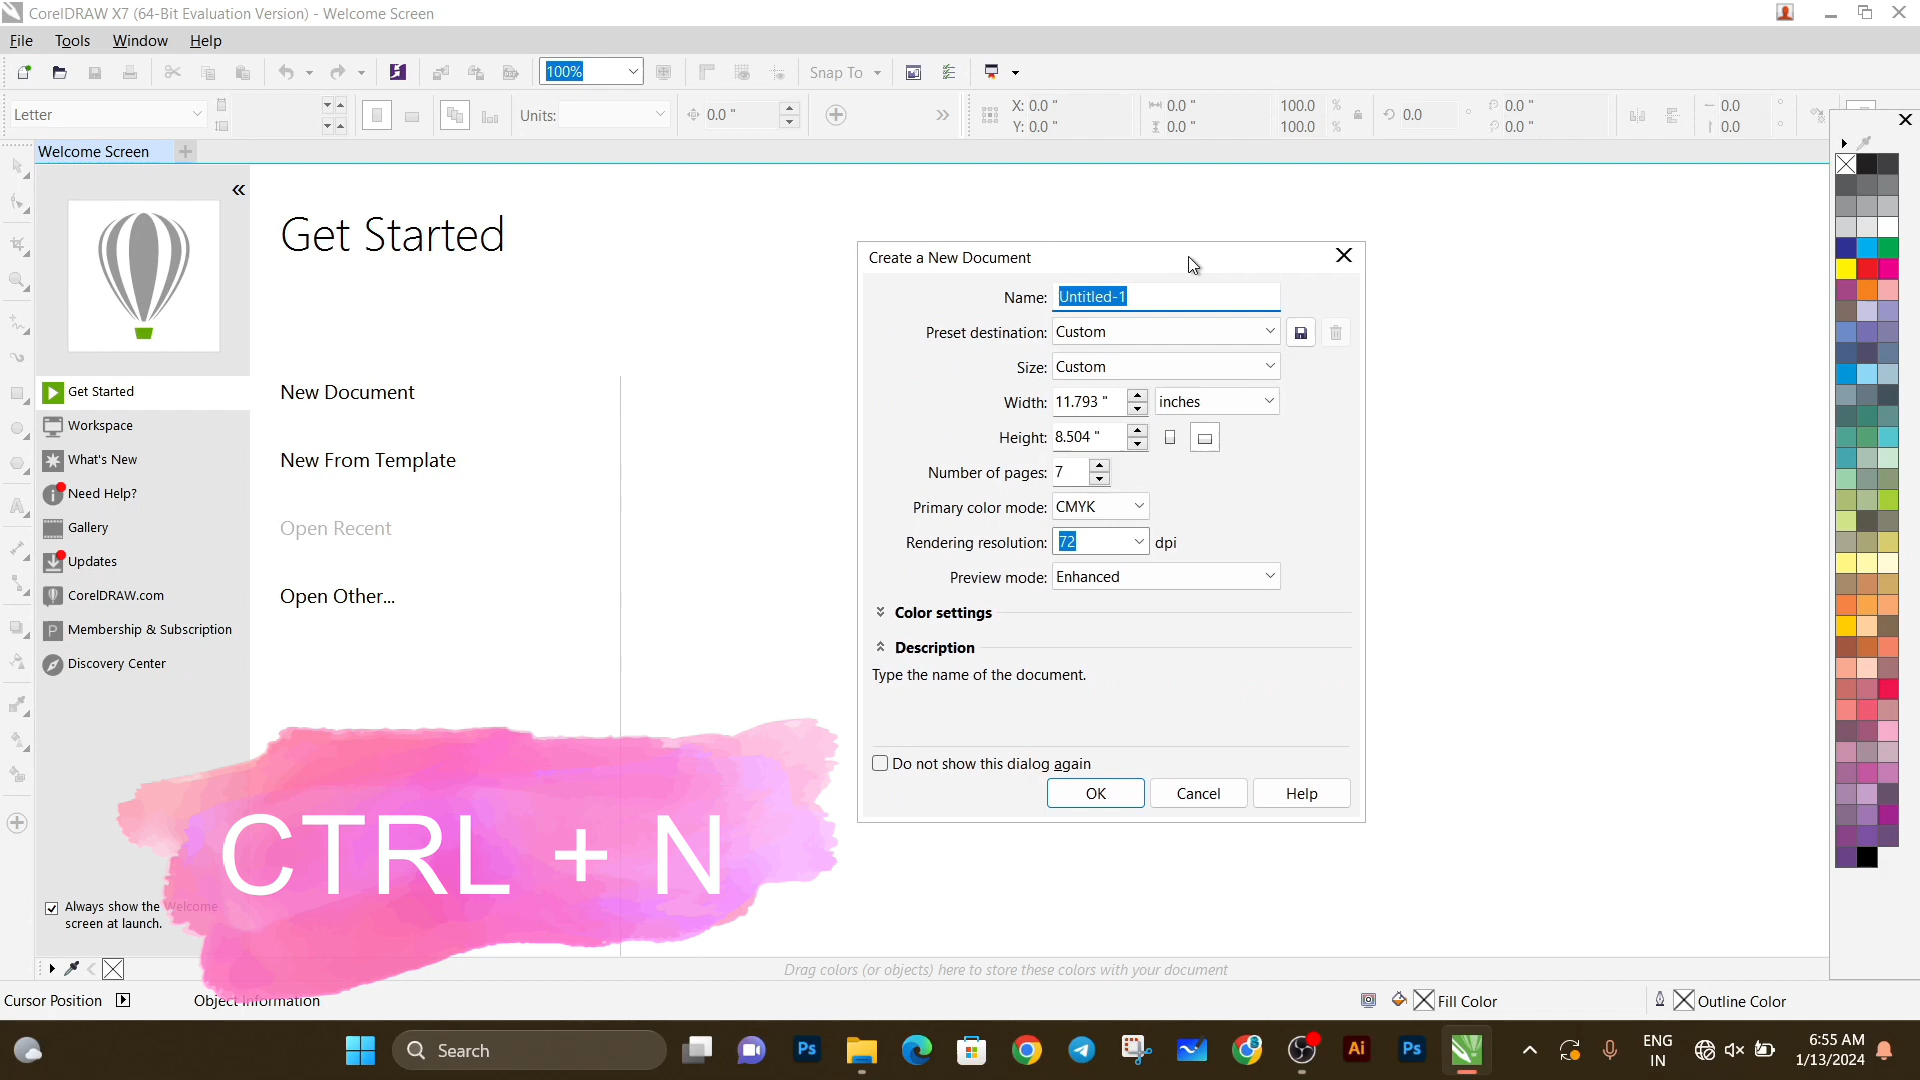 CorelDRAW X7 (64-Bit Evaluation Version) - Welcome Screen
File Tools Window Help
100% Snap To
Letter Units: 0.0 " X: 0.0 " 0.0 " 100.0 % 0.0 ° 0.0 " 0.0 °
Y: 0.0 " 0.0 " 100.0 % 0.0 " 0.0 °
Welcome Screen
Get Started
Create a New Document
Name: Untitled-1
Preset destination: Custom
Size: Custom
Width: 11.793 " inches
Height: 8.504 "
Number of pages: 7
Primary color mode: CMYK
Rendering resolution: 72 dpi
Preview mode: Enhanced
Color settings
Description
Type the name of the document.
Do not show this dialog again
OK Cancel Help
Get Started
Workspace
What's New
Need Help?
Gallery
Updates
CorelDRAW.com
Membership & Subscription
Discovery Center
New Document
New From Template
Open Recent
Open Other...
CTRL + N
Always show the Welcome
screen at launch.
Drag colors (or objects) here to store these colors with your document
Cursor Position Object Information Fill Color Outline Color
Search Ps Ai Ps
ENG
IN
6:55 AM
1/13/2024